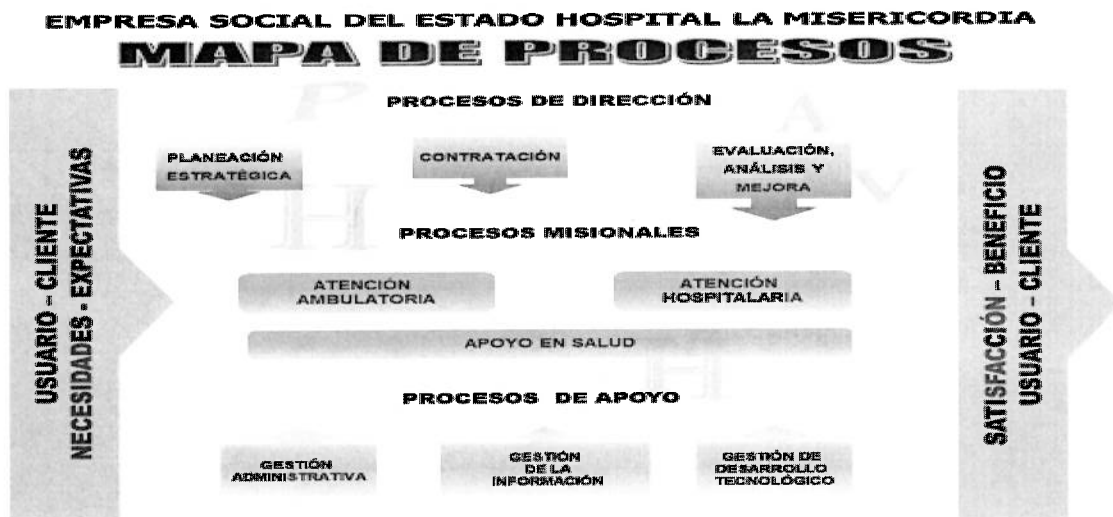 EMPRESA SOCIAL DEL ESTADO HOSPITAL LA MISERICORDIA
MAPA DE PROCESOS
USUARIO - CLIENTE
NECESIDADES - EXPECTATIVAS
PROCESOS DE DIRECCIÓN
PLANEACIÓN
ESTRATÉGICA
CONTRATACIÓN
EVALUACIÓN,
ANÁLISIS Y
MEJORA
PROCESOS MISIONALES
ATENCIÓN
AMBULATORIA
ATENCIÓN
HOSPITALARIA
APOYO EN SALUD
PROCESOS DE APOYO
GESTIÓN
ADMINISTRATIVA
GESTIÓN
DE LA
INFORMACIÓN
GESTIÓN DE
DESARROLLO
TECNOLÓGICO
SATISFACCIÓN - BENEFICIO
USUARIO - CLIENTE
P
H
A
V
H